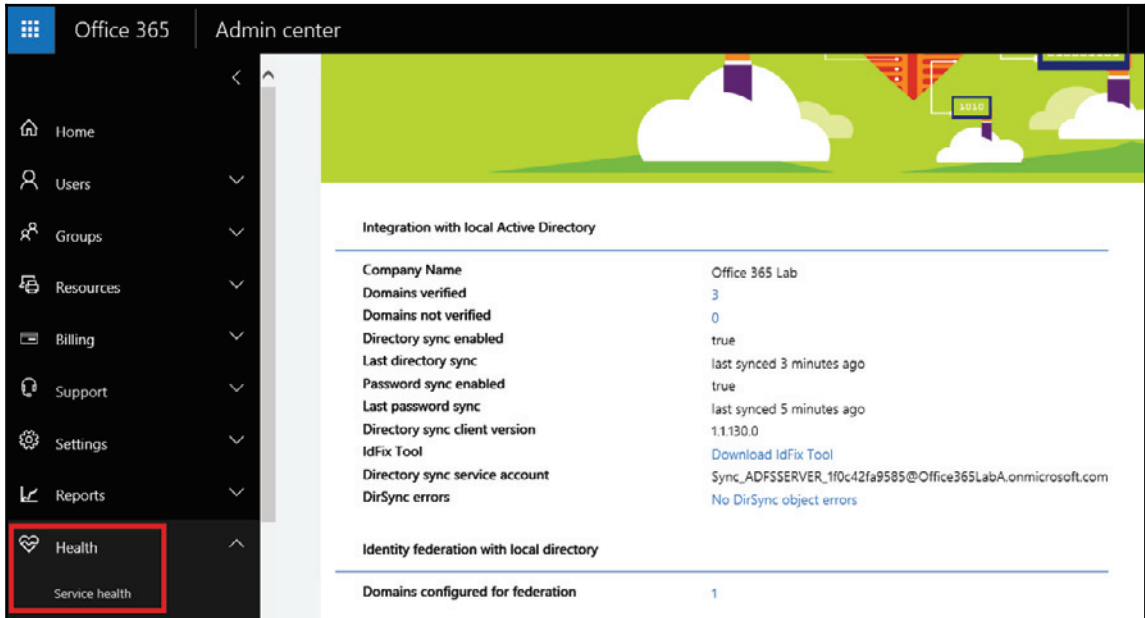 Office 365 Admin center
Home
Users
Groups
Resources
Billing
Support
Settings
Reports
Health
Service health
1010
Integration with local Active Directory
Company Name Office 365 Lab
Domains verified 3
Domains not verified 0
Directory sync enabled true
Last directory sync last synced 3 minutes ago
Password sync enabled true
Last password sync last synced 5 minutes ago
Directory sync client version 1.1.130.0
IdFix Tool Download IdFix Tool
Directory sync service account Sync_ADFSSERVER_1f0c42fa9585@Office365LabA.onmicrosoft.com
DirSync errors No DirSync object errors
Identity federation with local directory
Domains configured for federation 1